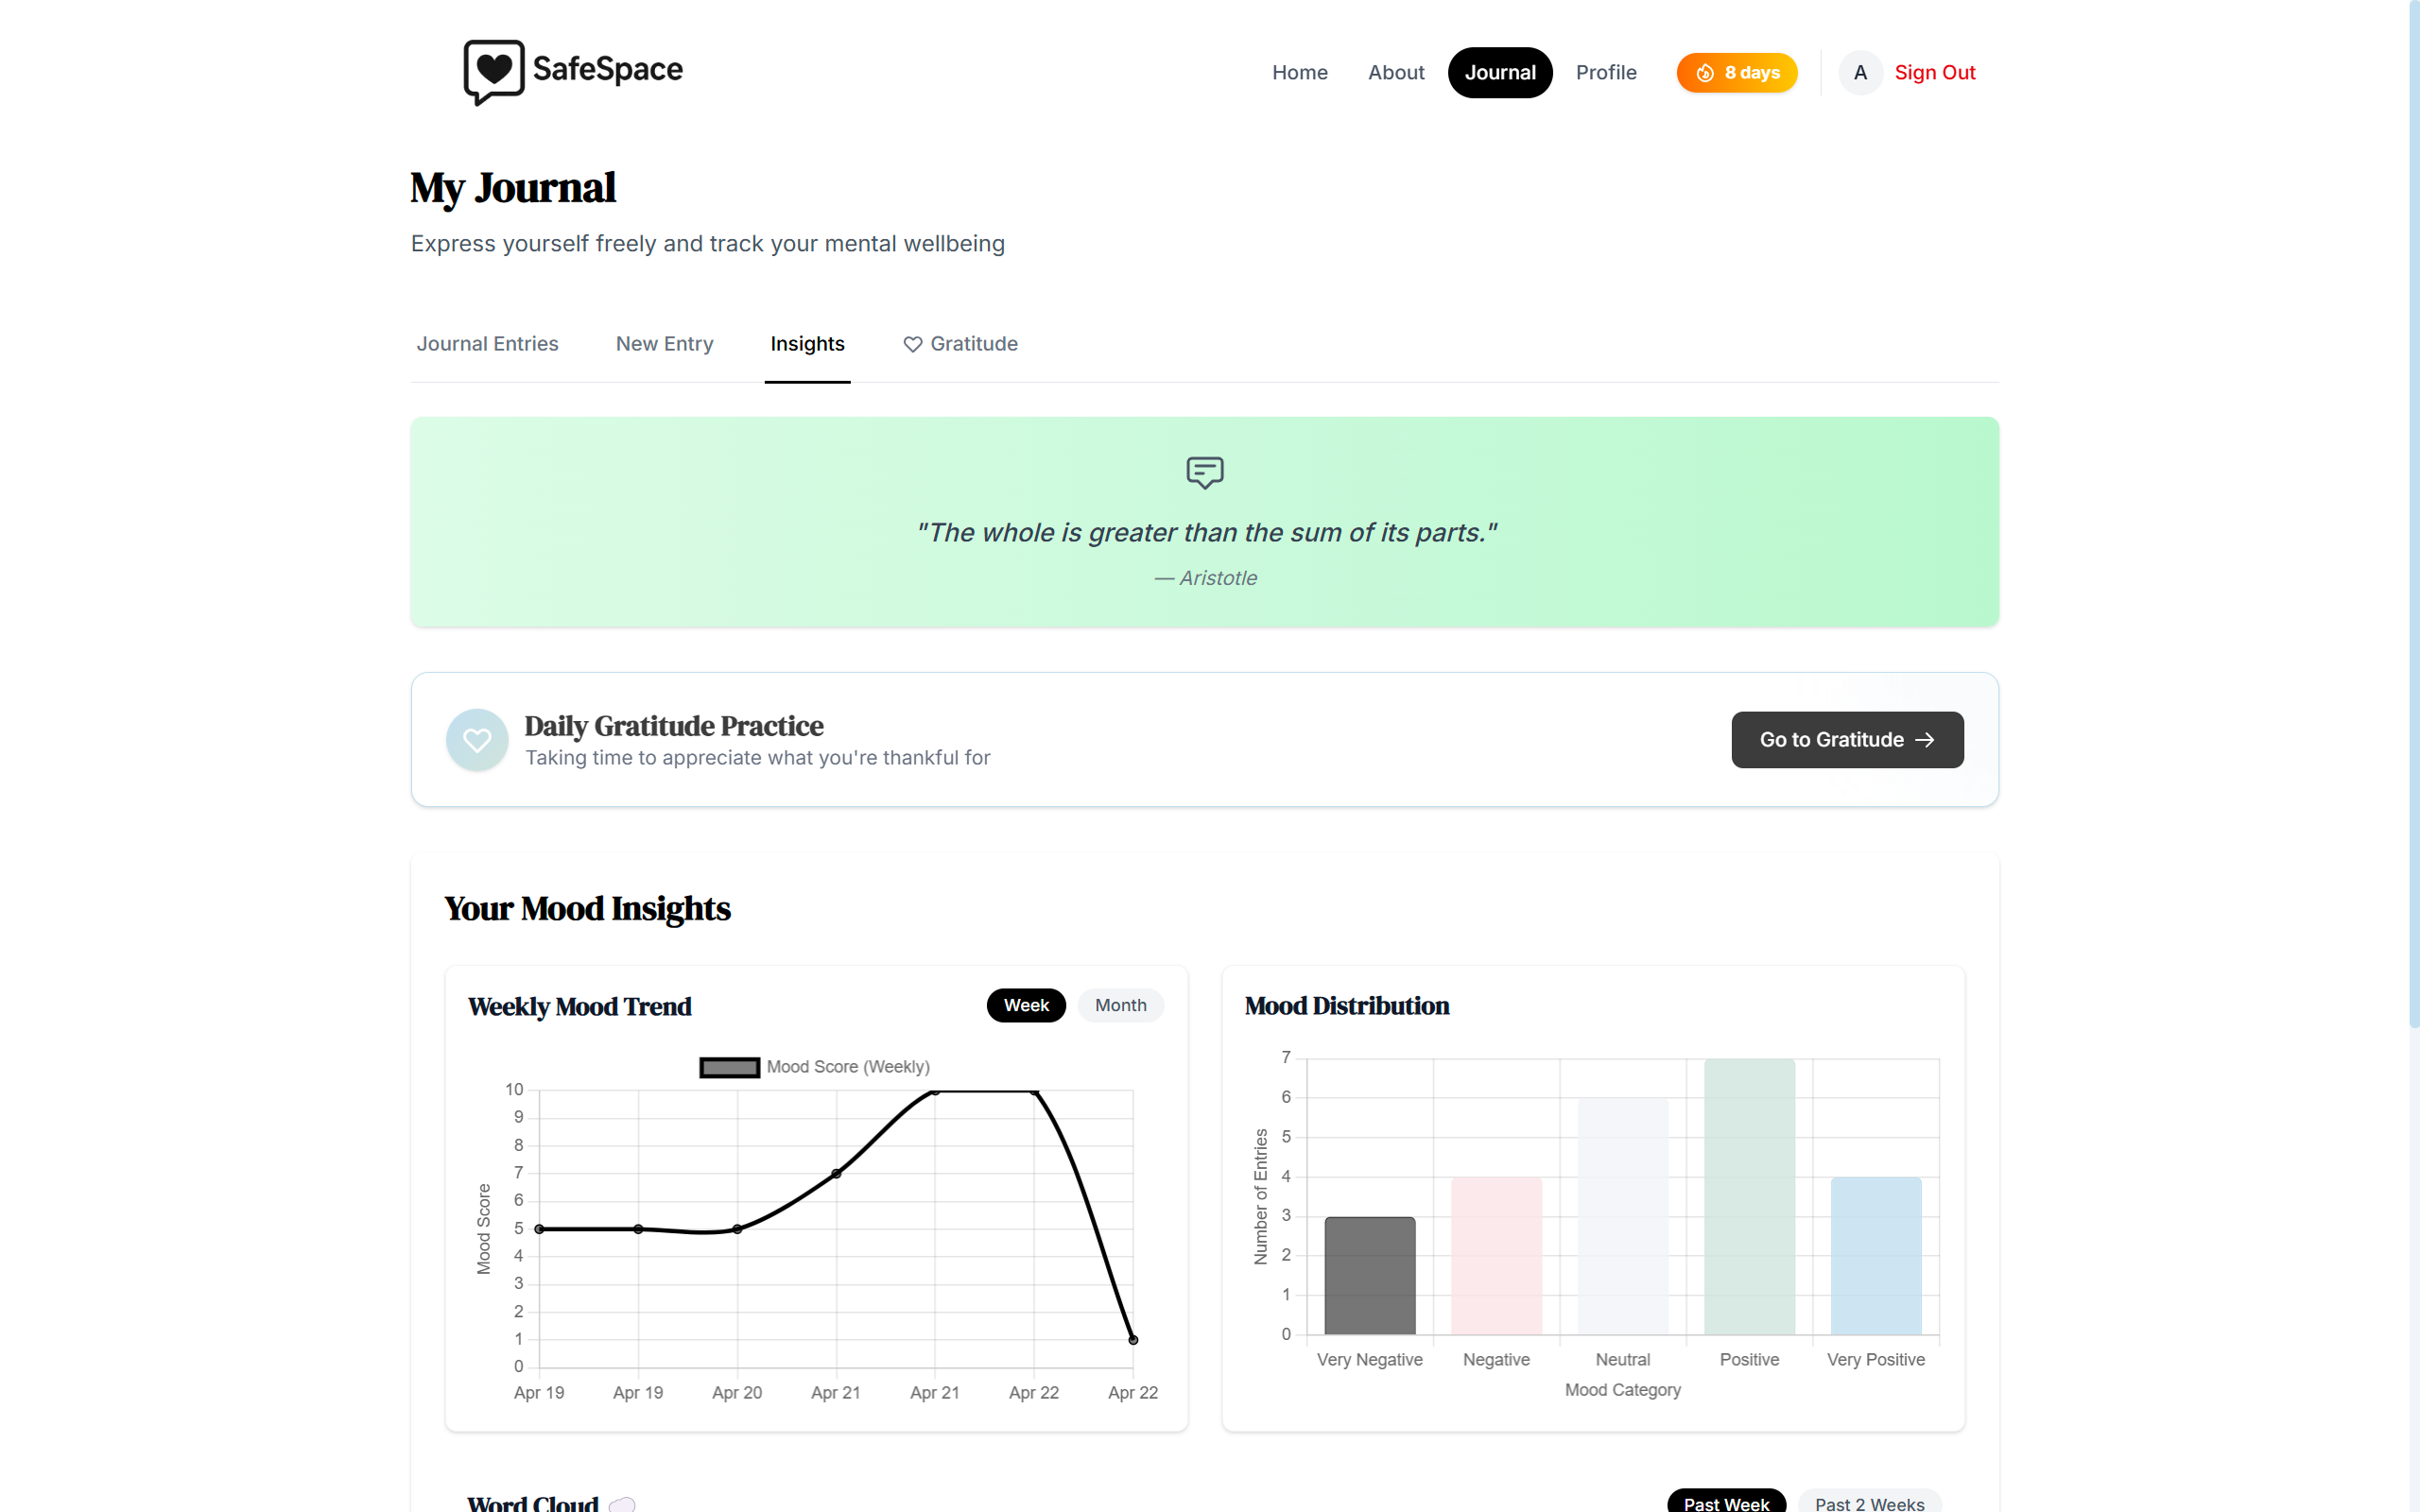 SafeSpace
Home About Journal Profile 8 days A Sign Out
My Journal
Express yourself freely and track your mental wellbeing
Journal Entries New Entry Insights Gratitude
"The whole is greater than the sum of its parts."
— Aristotle
Daily Gratitude Practice
Taking time to appreciate what you're thankful for
Go to Gratitude →
Your Mood Insights
Weekly Mood Trend
Week Month
Mood Score (Weekly)
Mood Score
10
9
8
7
6
5
4
3
2
1
0
Apr 19 Apr 19 Apr 20 Apr 21 Apr 21 Apr 22 Apr 22
Mood Distribution
Number of Entries
7
6
5
4
3
2
1
0
Very Negative Negative Neutral Positive Very Positive
Mood Category
Word Cloud
Past Week Past 2 Weeks